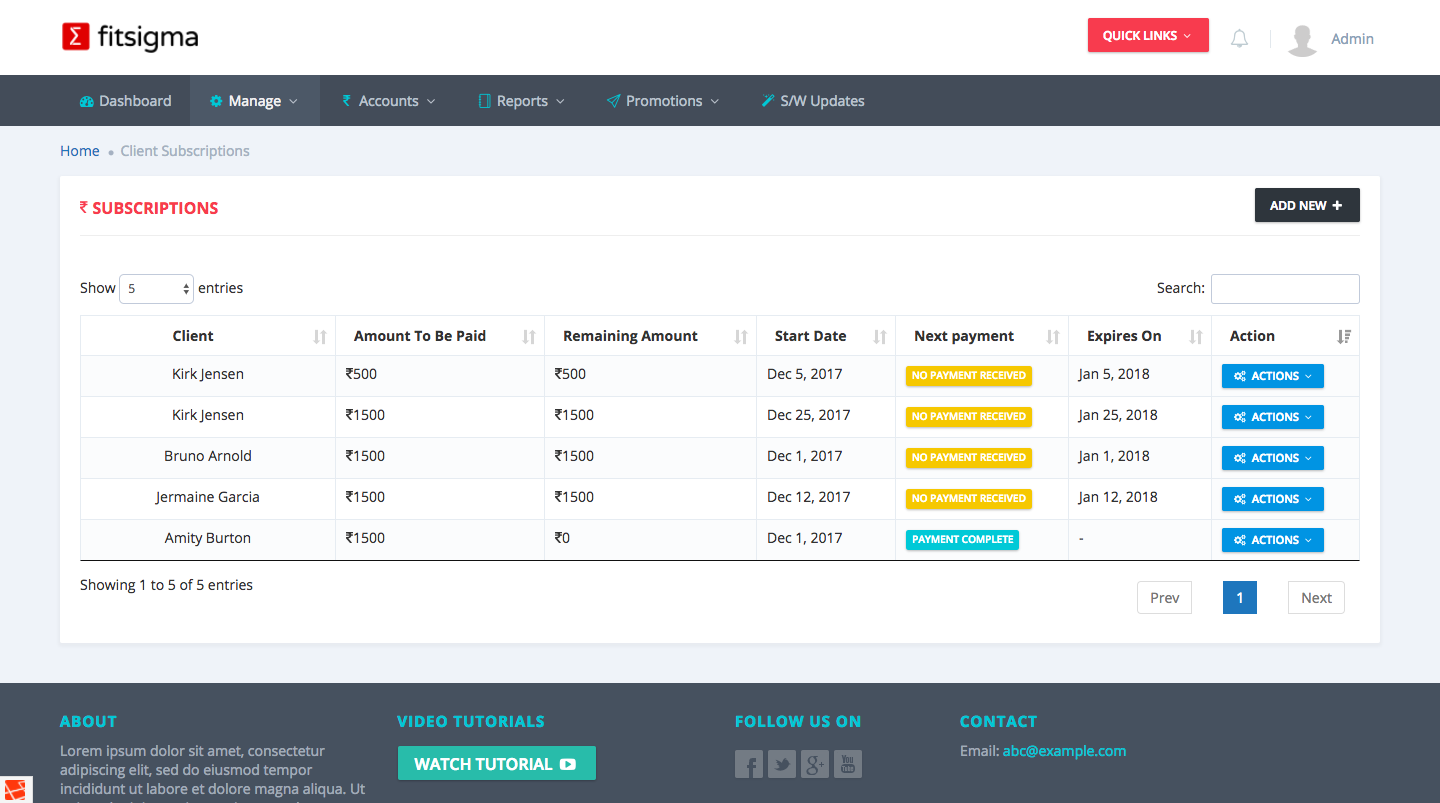 Σ fitsigma
QUICK LINKS
Admin
Dashboard Manage ₹ Accounts Reports Promotions S/W Updates
Home • Client Subscriptions
₹ SUBSCRIPTIONS
ADD NEW +
Show 5 entries
Search:
Client Amount To Be Paid Remaining Amount Start Date Next payment Expires On Action
Kirk Jensen ₹500 ₹500 Dec 5, 2017 NO PAYMENT RECEIVED Jan 5, 2018 ACTIONS
Kirk Jensen ₹1500 ₹1500 Dec 25, 2017 NO PAYMENT RECEIVED Jan 25, 2018 ACTIONS
Bruno Arnold ₹1500 ₹1500 Dec 1, 2017 NO PAYMENT RECEIVED Jan 1, 2018 ACTIONS
Jermaine Garcia ₹1500 ₹1500 Dec 12, 2017 NO PAYMENT RECEIVED Jan 12, 2018 ACTIONS
Amity Burton ₹1500 ₹0 Dec 1, 2017 PAYMENT COMPLETE - ACTIONS
Showing 1 to 5 of 5 entries
Prev 1 Next
ABOUT
Lorem ipsum dolor sit amet, consectetur
adipiscing elit, sed do eiusmod tempor
incididunt ut labore et dolore magna aliqua. Ut
VIDEO TUTORIALS
WATCH TUTORIAL
FOLLOW US ON
f g+ You Tube
CONTACT
Email: abc@example.com